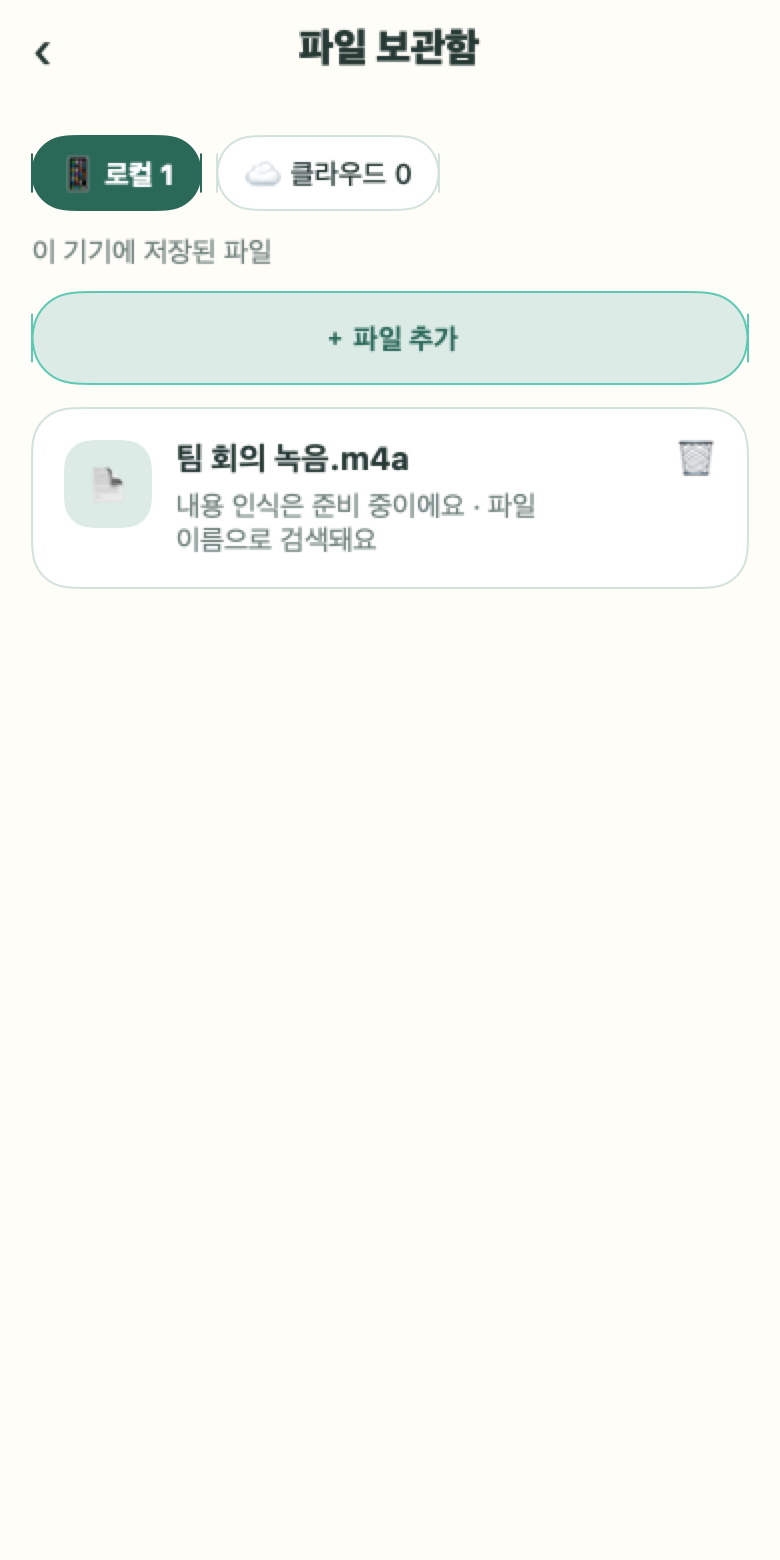 ‹
파일 보관함
로컬 1
클라우드 0
이 기기에 저장된 파일
+ 파일 추가
팀 회의 녹음.m4a
내용 인식은 준비 중이에요 · 파일
이름으로 검색돼요